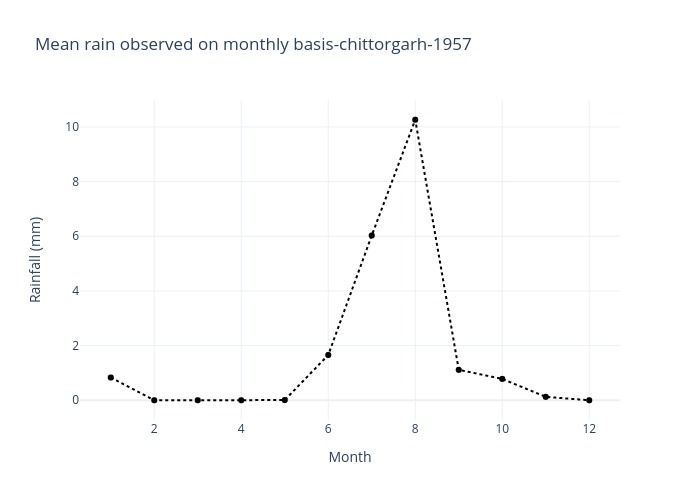 Mean rain observed on monthly basis-chittorgarh-1957
10
8
6
4
2
0
Rainfall (mm)
2 4 6 8 10 12
Month